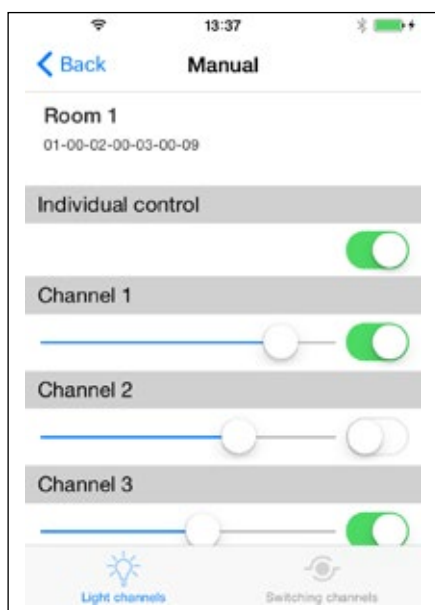 13:37
Back
Manual
Room 1
01-00-02-00-03-00-09
Individual control
Channel 1
Channel 2
Channel 3
Light channels
Switching channels